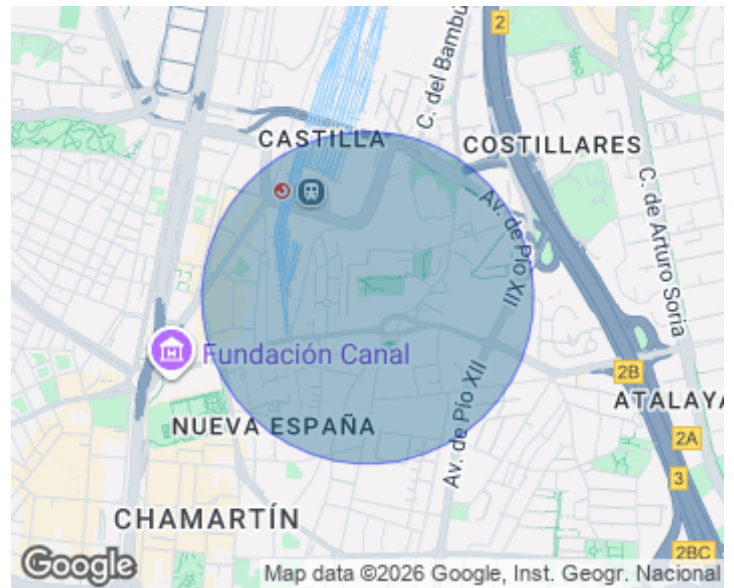 2
C. del Bambú
CASTILLA
COSTILLARES
C. de Arturo Soria
Av. de Pío XII
Fundación Canal
2B
ATALAYA
NUEVA ESPAÑA
Av. de Pío XII
2A
3
CHAMARTÍN
2BC
Google
Map data ©2026 Google, Inst. Geogr. Nacional